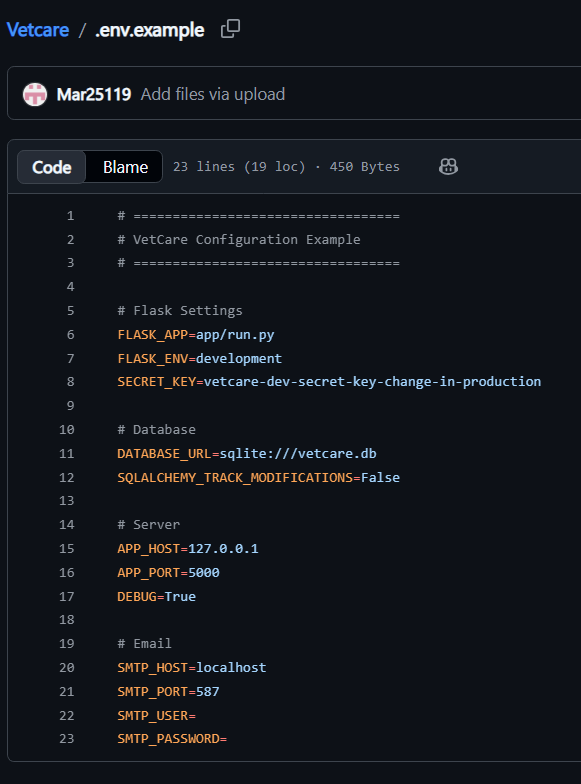 Vetcare / .env.example
Mar25119 Add files via upload
Code Blame 23 lines (19 loc) · 450 Bytes
1 # ==================================
2 # VetCare Configuration Example
3 # ==================================
4
5 # Flask Settings
6 FLASK_APP=app/run.py
7 FLASK_ENV=development
8 SECRET_KEY=vetcare-dev-secret-key-change-in-production
9
10 # Database
11 DATABASE_URL=sqlite:///vetcare.db
12 SQLALCHEMY_TRACK_MODIFICATIONS=False
13
14 # Server
15 APP_HOST=127.0.0.1
16 APP_PORT=5000
17 DEBUG=True
18
19 # Email
20 SMTP_HOST=localhost
21 SMTP_PORT=587
22 SMTP_USER=
23 SMTP_PASSWORD=